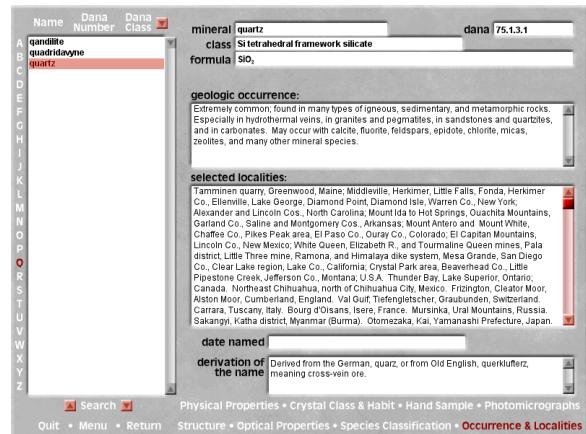 Name Dana Number Dana Class
A
B
C
D
E
F
G
H
I
J
K
L
M
N
O
P
Q
R
S
T
U
V
W
X
Y
Z
qandilite
quadridavyne
quartz
Search
Quit • Menu • Return
mineral quartz dana 75.1.3.1
class Si tetrahedral framework silicate
formula SiO₂
geologic occurrence:
Extremely common; found in many types of igneous, sedimentary, and metamorphic rocks.
Especially in hydrothermal veins, in granites and pegmatites, in sandstones and quartzites,
and in carbonates. May occur with calcite, fluorite, feldspars, epidote, chlorite, micas,
zeolites, and many other mineral species.
selected localities:
Tamminen quarry, Greenwood, Maine; Middleville, Herkimer, Little Falls, Fonda, Herkimer
Co., Ellenville, Lake George, Diamond Point, Diamond Isle, Warren Co., New York;
Alexander and Lincoln Cos., North Carolina; Mount Ida to Hot Springs, Ouachita Mountains,
Garland Co., Saline and Montgomery Cos., Arkansas; Mount Antero and Mount White,
Chaffee Co., Pikes Peak area, El Paso Co., Ouray Co., Colorado; El Capitan Mountains,
Lincoln Co., New Mexico; White Queen, Elizabeth R., and Tourmaline Queen mines, Pala
district, Little Three mine, Ramona, and Himalaya dike system, Mesa Grande, San Diego
Co., Clear Lake region, Lake Co., California; Crystal Park area, Beaverhead Co., Little
Pipestone Creek, Jefferson Co., Montana; U.S.A. Thunder Bay, Lake Superior, Ontario;
Canada. Northeast Chihuahua, north of Chihuahua City, Mexico. Frizington, Cleator Moor,
Alston Moor, Cumberland, England. Val Guif; Tiefengletscher, Graubunden, Switzerland.
Carrara, Tuscany, Italy. Bourg d'Oisans, Isere, France. Mursinka, Ural Mountains, Russia.
Sakangyi, Katha district, Myanmar (Burma). Otomezaka, Kai, Yamanashi Prefecture, Japan.
date named
derivation of the name Derived from the German, quarz, or from Old English, querklufterz,
meaning cross-vein ore.
Physical Properties • Crystal Class & Habit • Hand Sample • Photomicrographs
Structure • Optical Properties • Species Classification • Occurrence & Localities